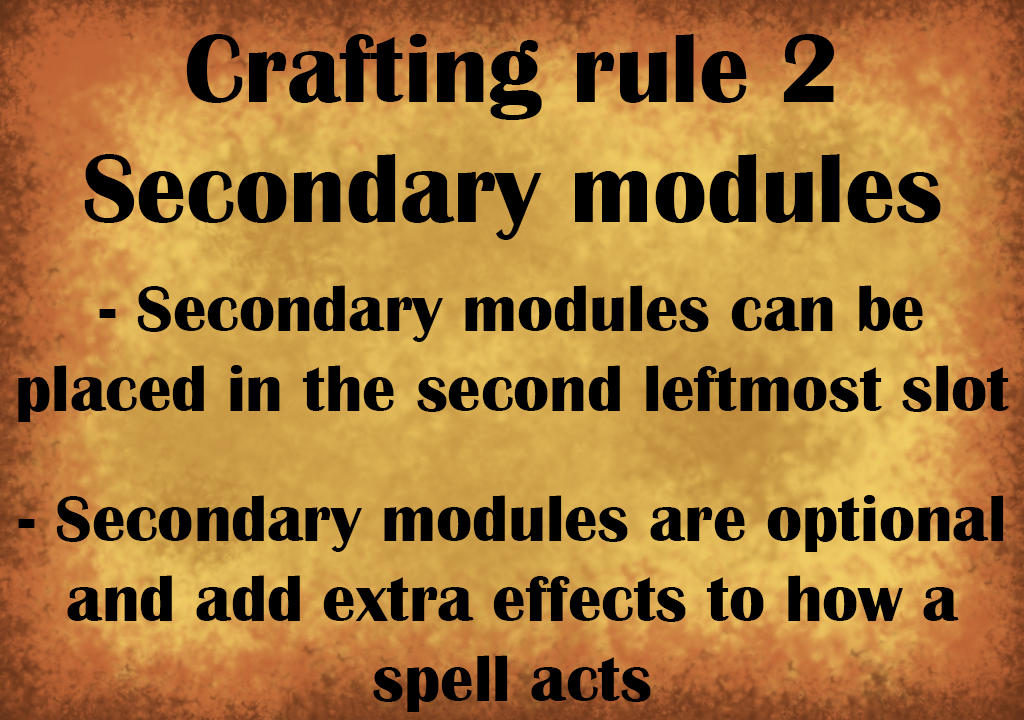 Crafting rule 2
Secondary modules
- Secondary modules can be
placed in the second leftmost slot
- Secondary modules are optional
and add extra effects to how a
spell acts